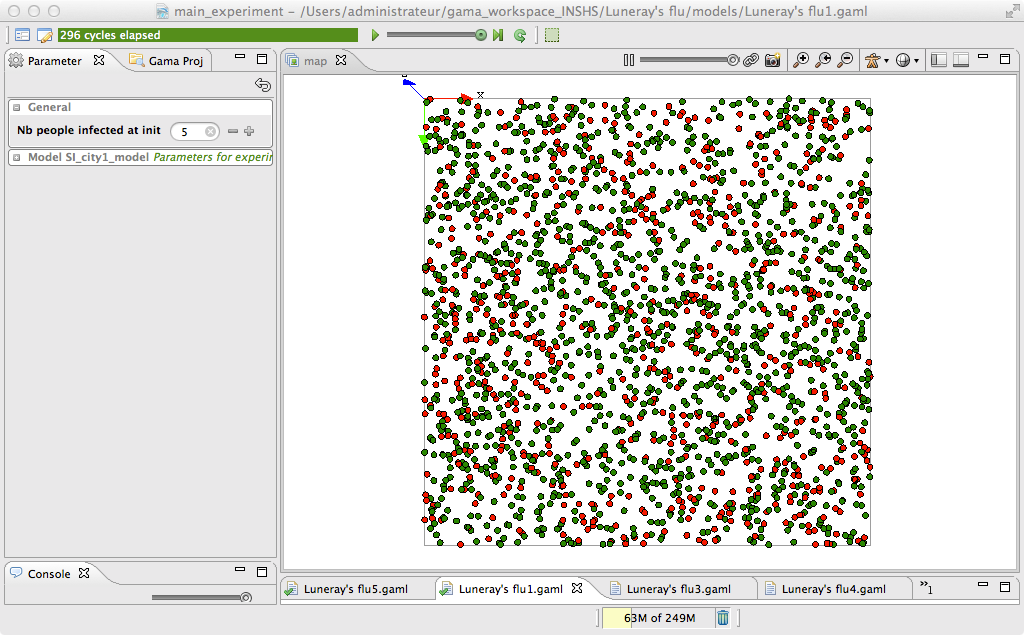 main_experiment – /Users/administrateur/gama_workspace_INSHS/Luneray's flu/models/Luneray's flu1.gaml
296 cycles elapsed
Parameter
Gama Proj
General
Nb people infected at init
5
Model SI_city1_model Parameters for experir
map
x
Console
Luneray's flu5.gaml
Luneray's flu1.gaml
Luneray's flu3.gaml
Luneray's flu4.gaml
»1
63M of 249M